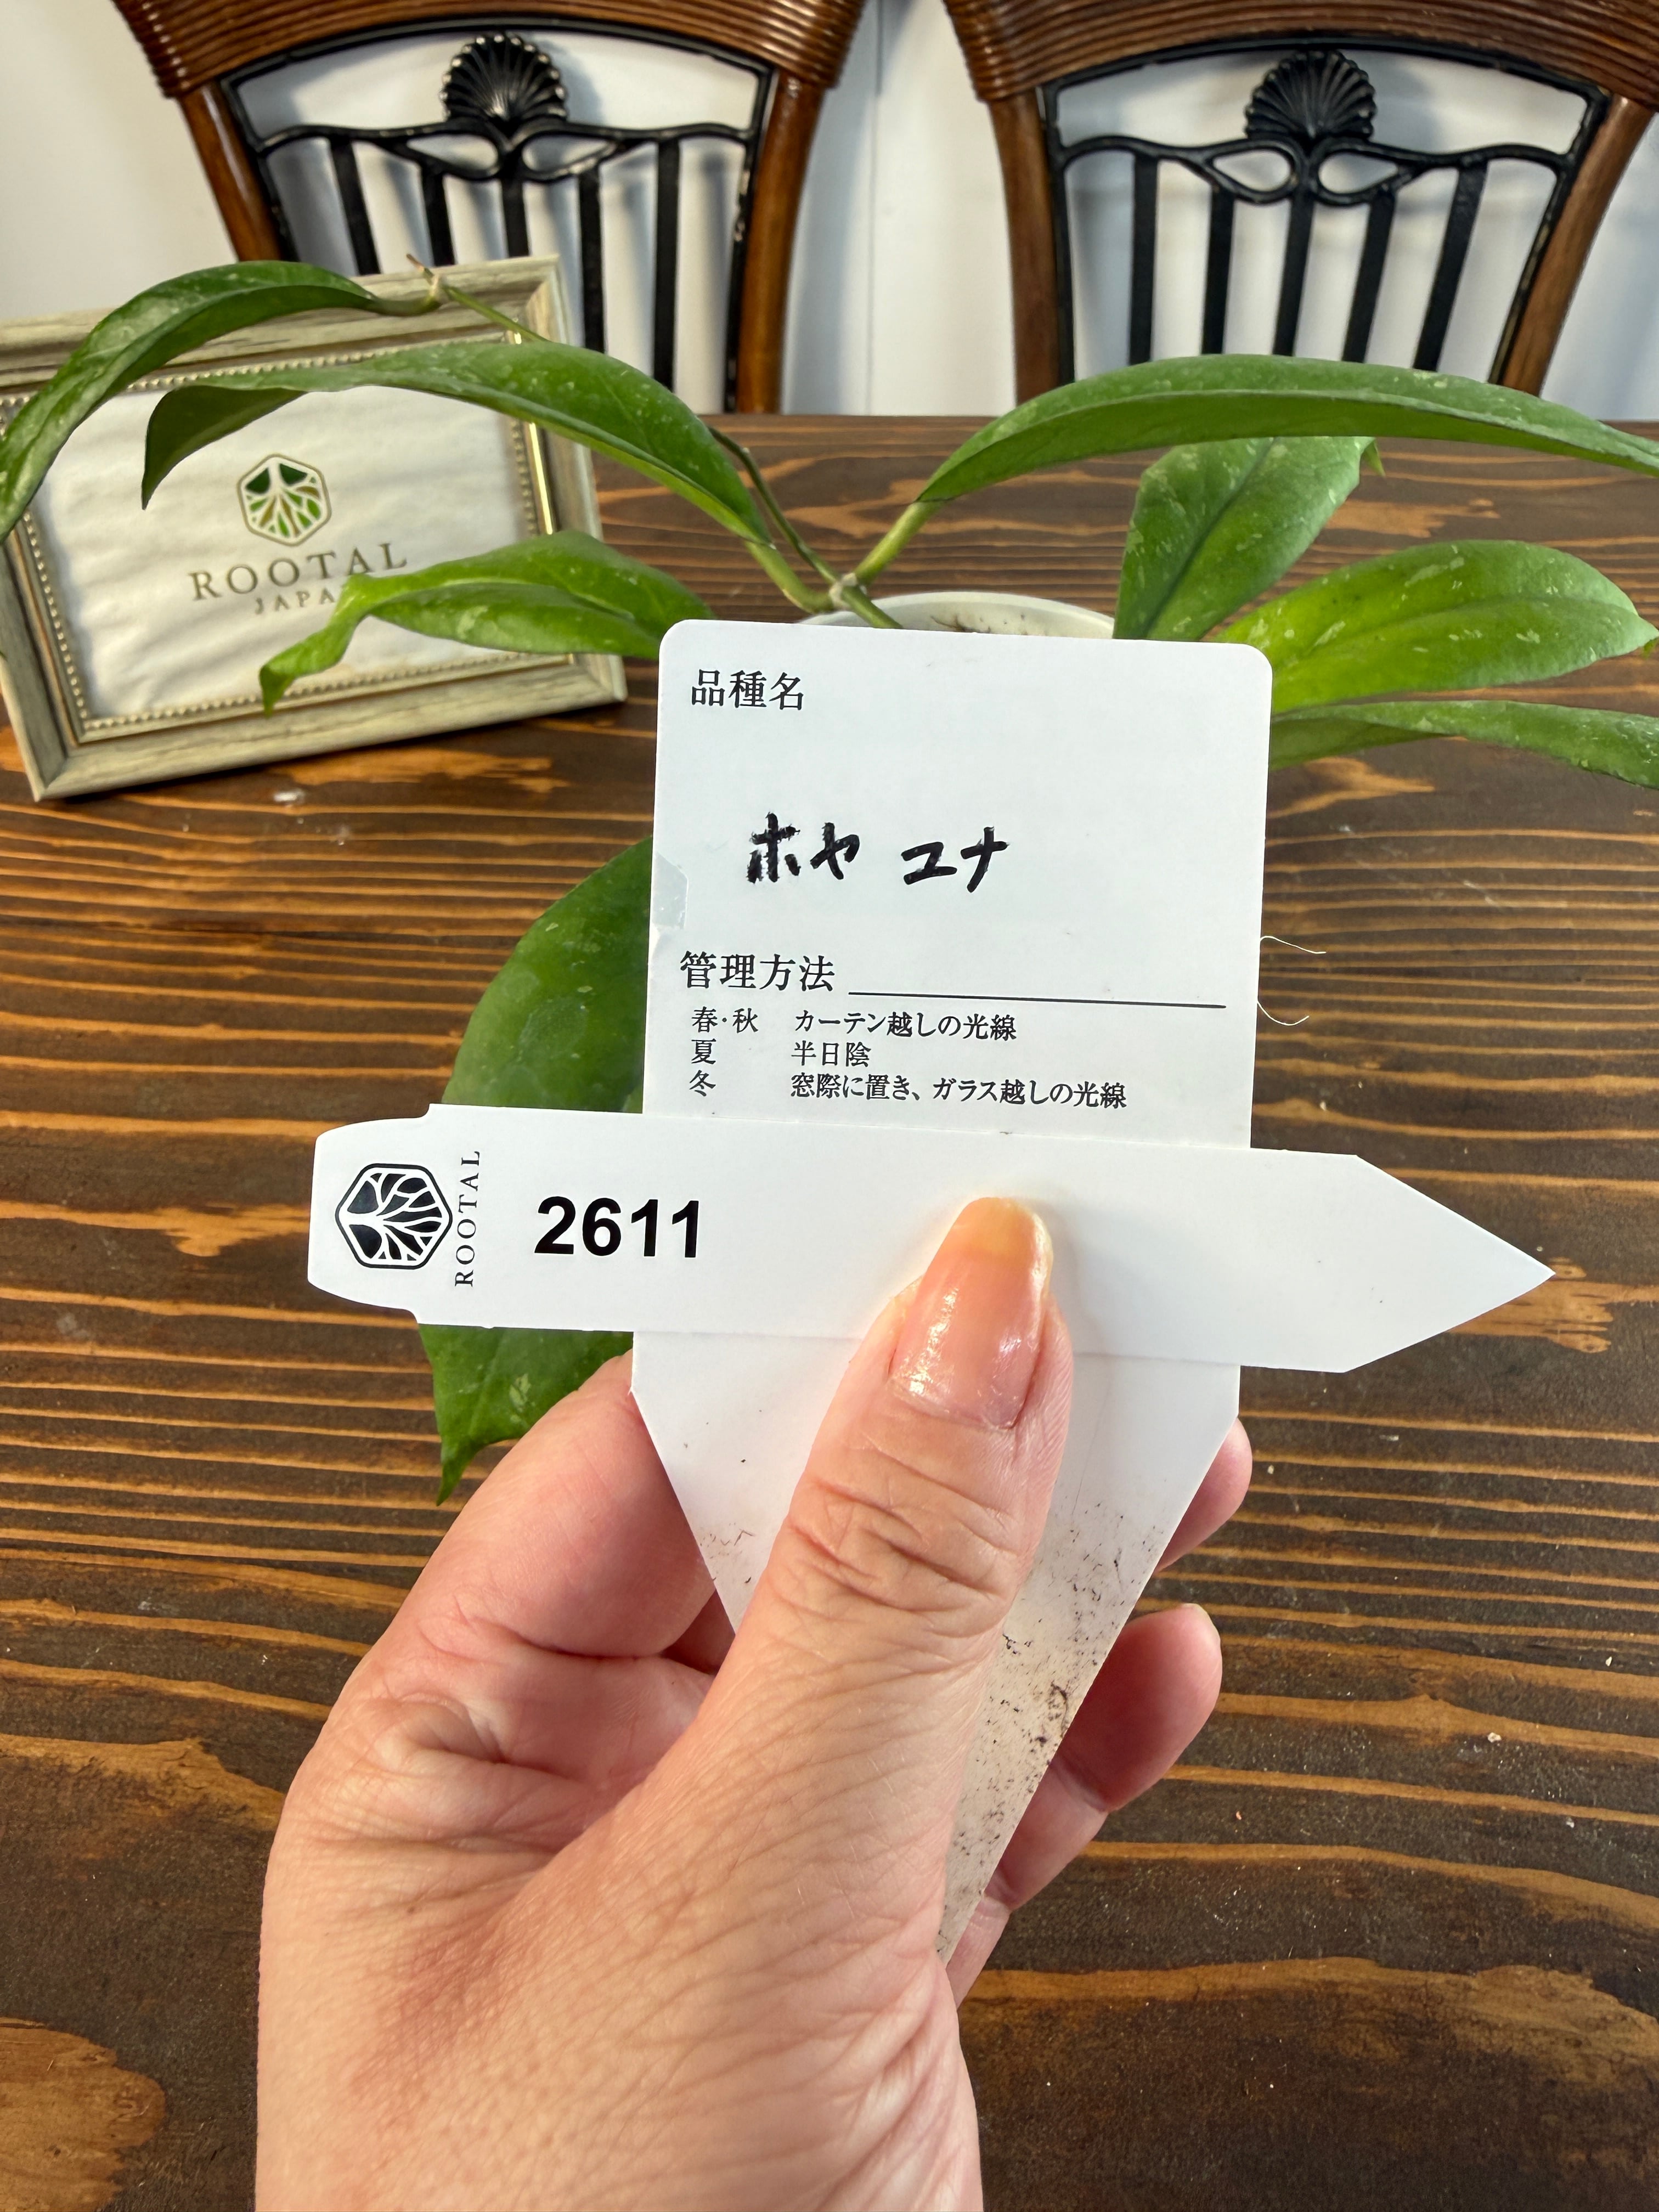 ROOTAL
JAPA
品種名
ホヤ ユナ
管理方法
春・秋 カーテン越しの光線
夏 半日陰
冬 窓際に置き、ガラス越しの光線
ROOTAL
2611